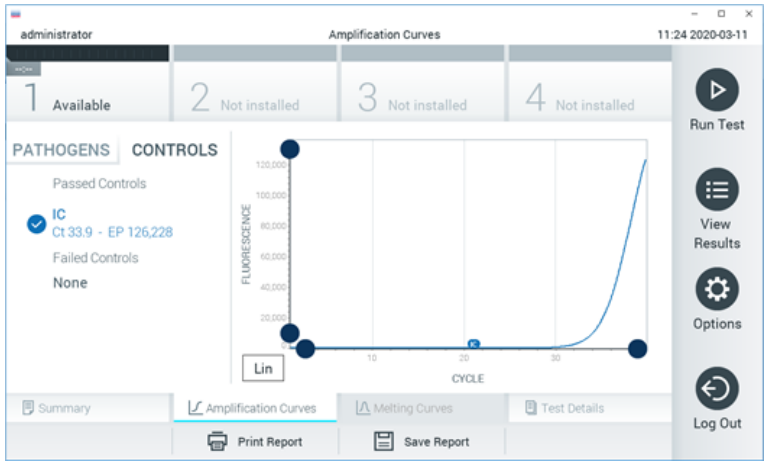 administrator
Amplification Curves
11:24 2020-03-11
--:--
1 Available
2 Not installed
3 Not installed
4 Not installed
Run Test
View
Results
Options
Log Out
PATHOGENS
CONTROLS
Passed Controls
IC
Ct 33.9 - EP 126,228
Failed Controls
None
FLUORESCENCE
120,000
100,000
80,000
60,000
40,000
20,000
0
IC
10
20
30
CYCLE
Lin
Summary
Amplification Curves
Melting Curves
Test Details
Print Report
Save Report